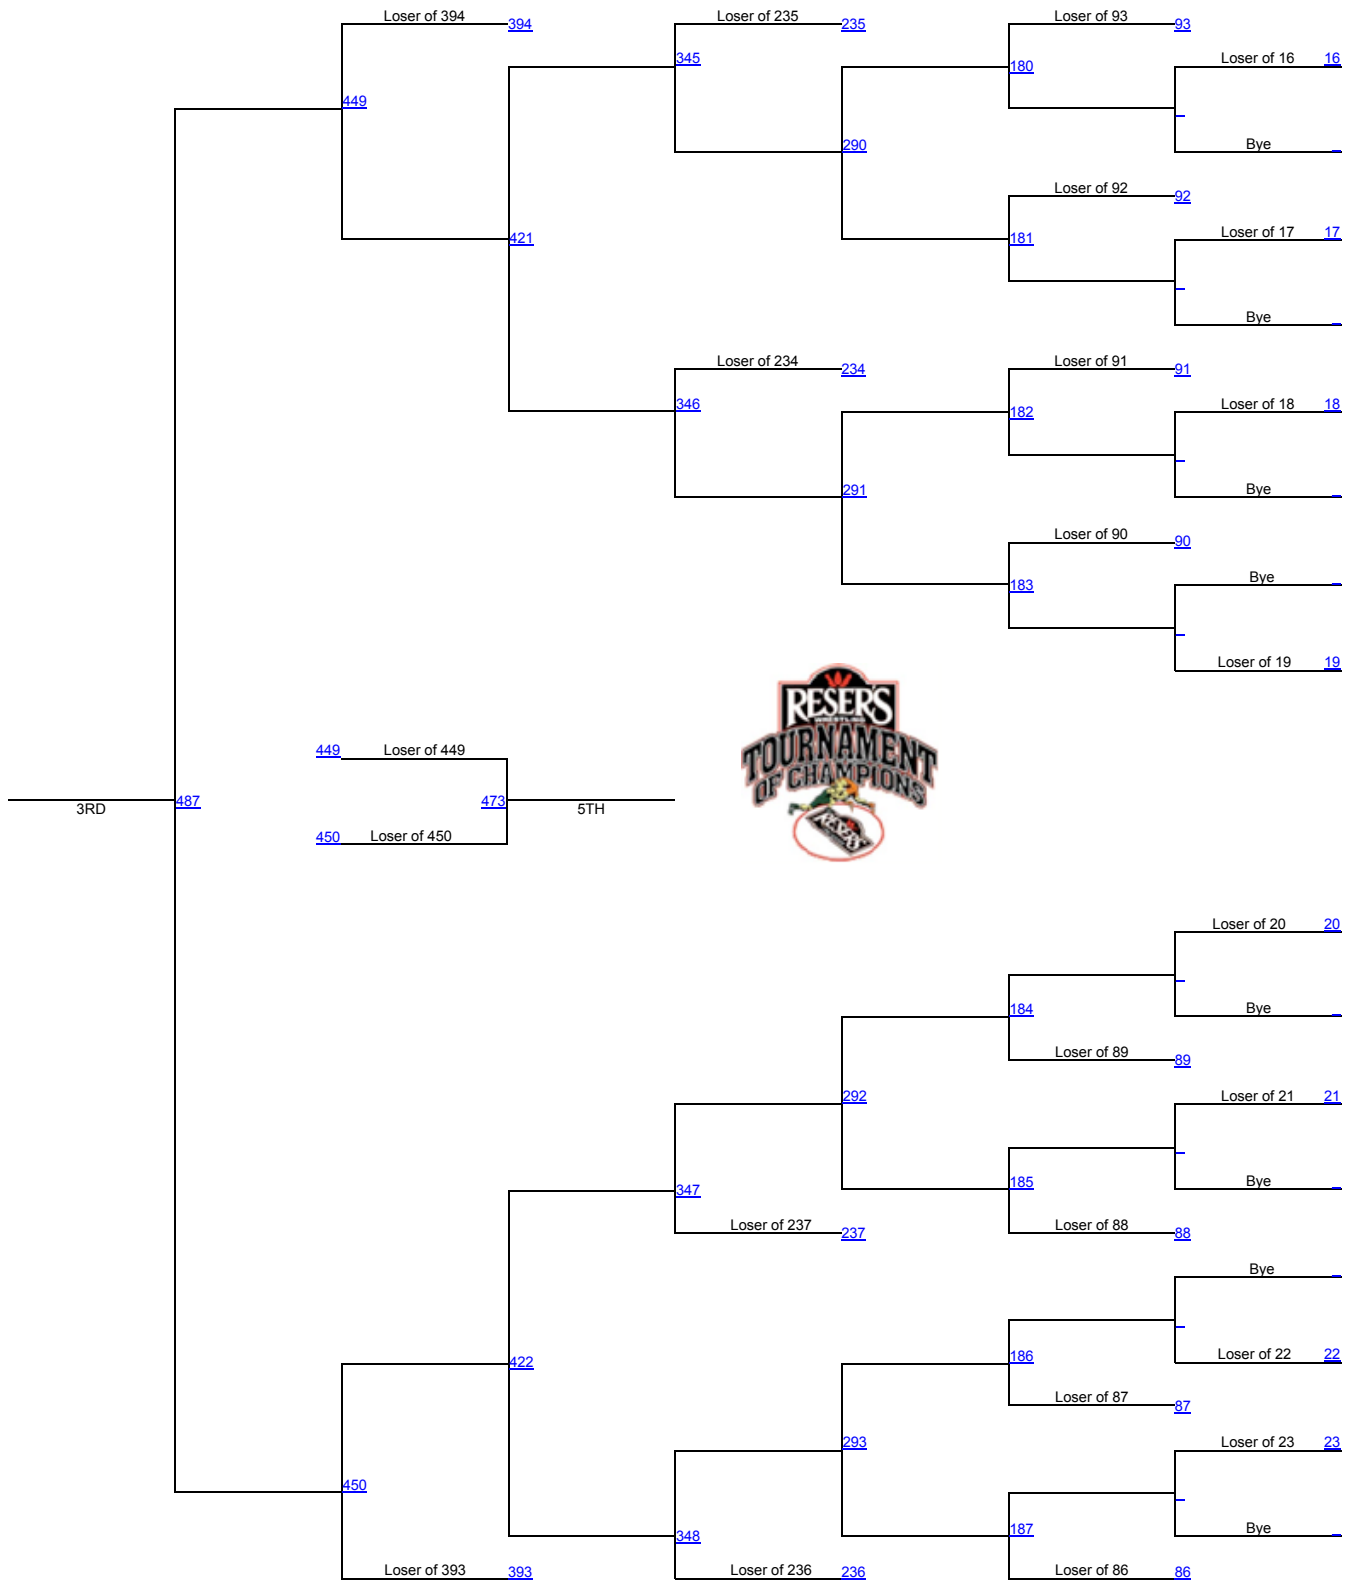 Loser of 394 394
Loser of 235 235
Loser of 93 93
Loser of 16 16
345
180
449
290
Bye
Loser of 92 92
Loser of 17 17
421
181
Bye
Loser of 234 234
Loser of 91 91
346
Loser of 18 18
182
291
Bye
Loser of 90 90
183
Bye
Loser of 19 19
RESER'S
WRESTLING
TOURNAMENT
OF CHAMPIONS
RESER'S
449 Loser of 449
3RD
487
473
5TH
450 Loser of 450
Loser of 20 20
184
Bye
Loser of 89 89
292
Loser of 21 21
347
185
Bye
Loser of 237 237
Loser of 88 88
Bye
422
186
Loser of 22 22
Loser of 87 87
293
Loser of 23 23
450
348
187
Bye
Loser of 393 393
Loser of 236 236
Loser of 86 86